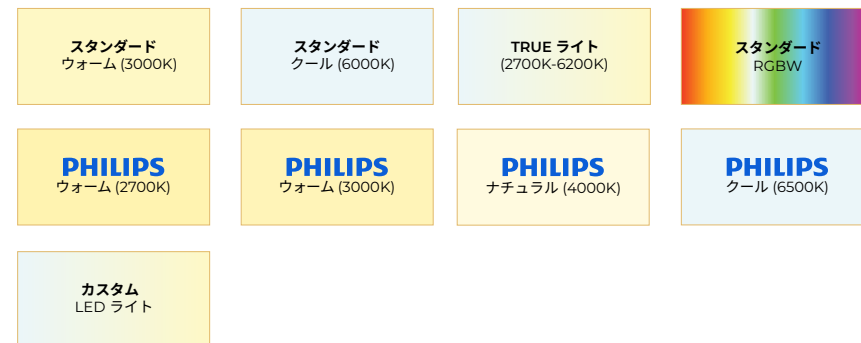 スタンダード
ウォーム (3000K)
スタンダード
クール (6000K)
TRUE ライト
(2700K-6200K)
スタンダード
RGBW
PHILIPS
ウォーム (2700K)
PHILIPS
ウォーム (3000K)
PHILIPS
ナチュラル (4000K)
PHILIPS
クール (6500K)
カスタム
LED ライト